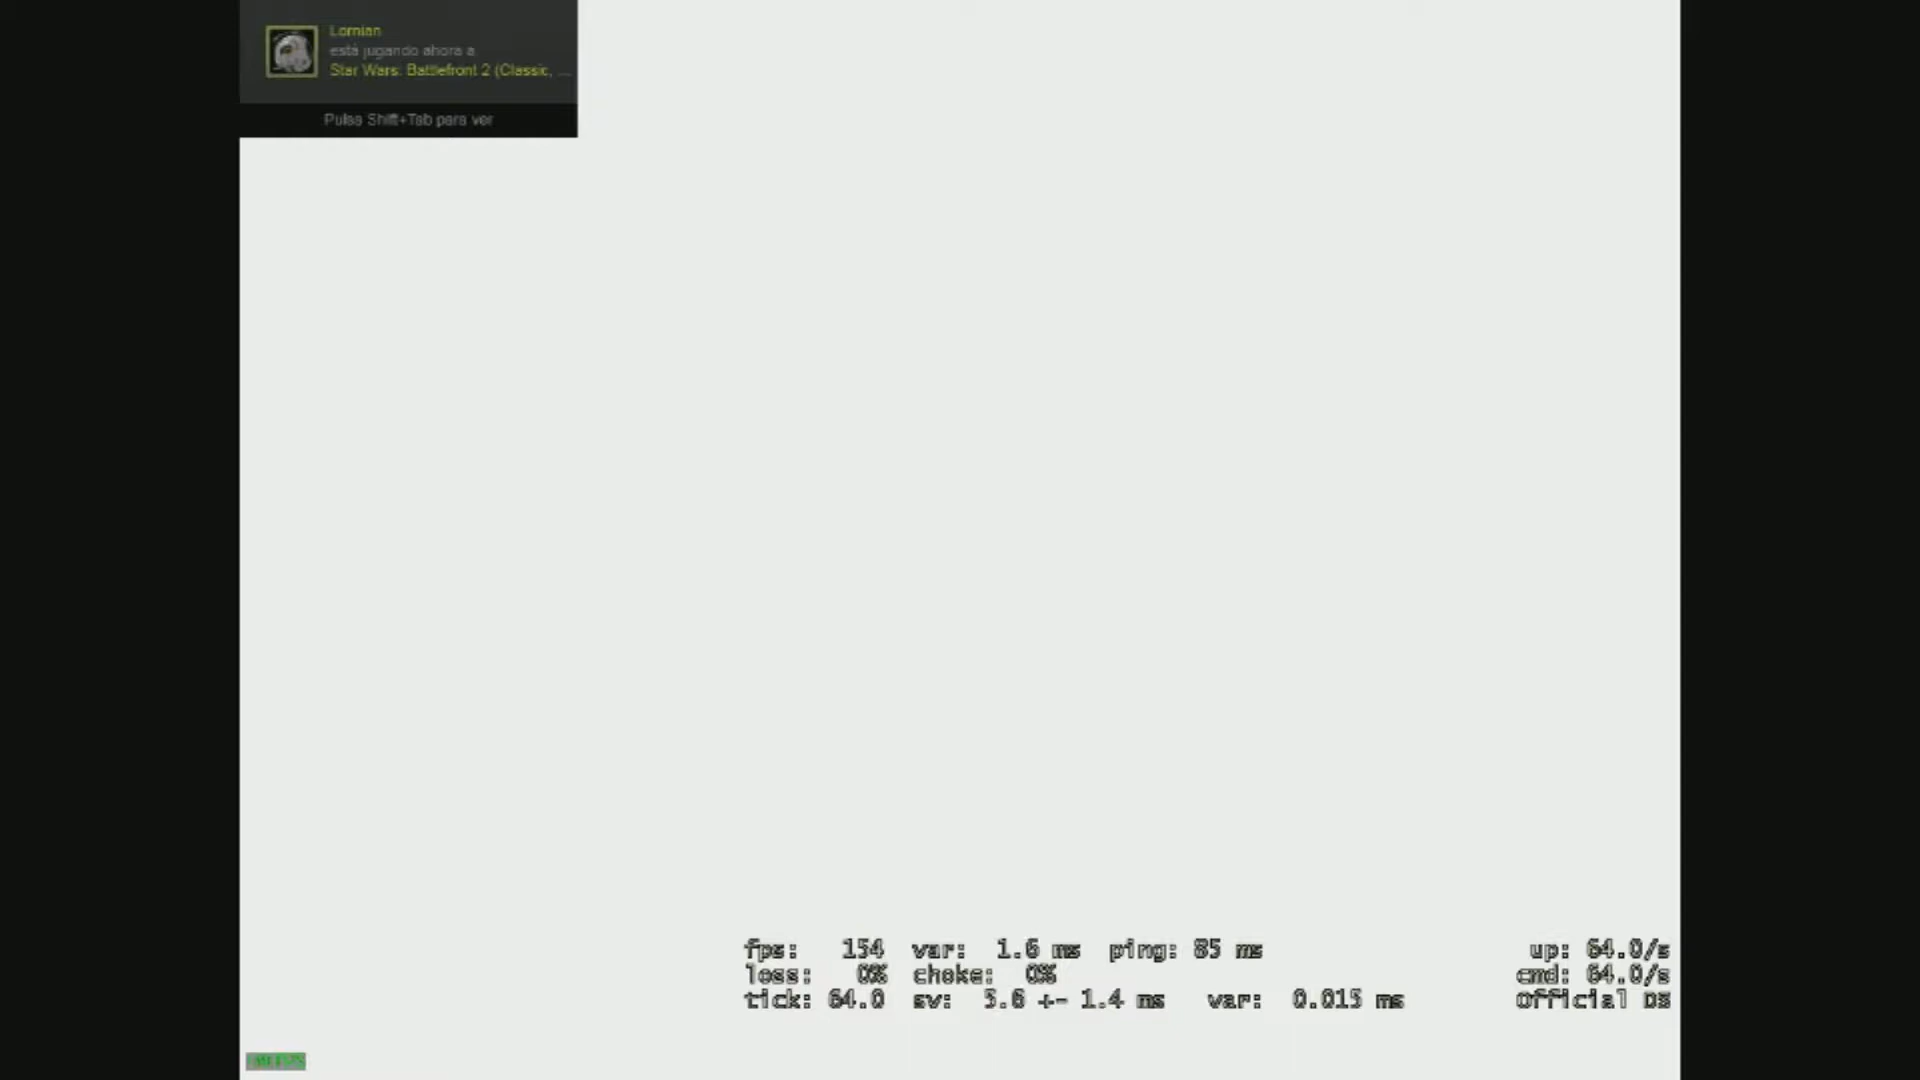 Lornian
está jugando ahora a
Star Wars: Battlefront 2 (Classic, ...
Pulsa Shift+Tab para ver
fps: 154 var: 1.6 ms ping: 85 ms
up: 64.0/s
loss: 0% choke: 0%
cmd: 64.0/s
tick: 64.0 sv: 3.6 +- 1.4 ms var: 0.015 ms
Official DS